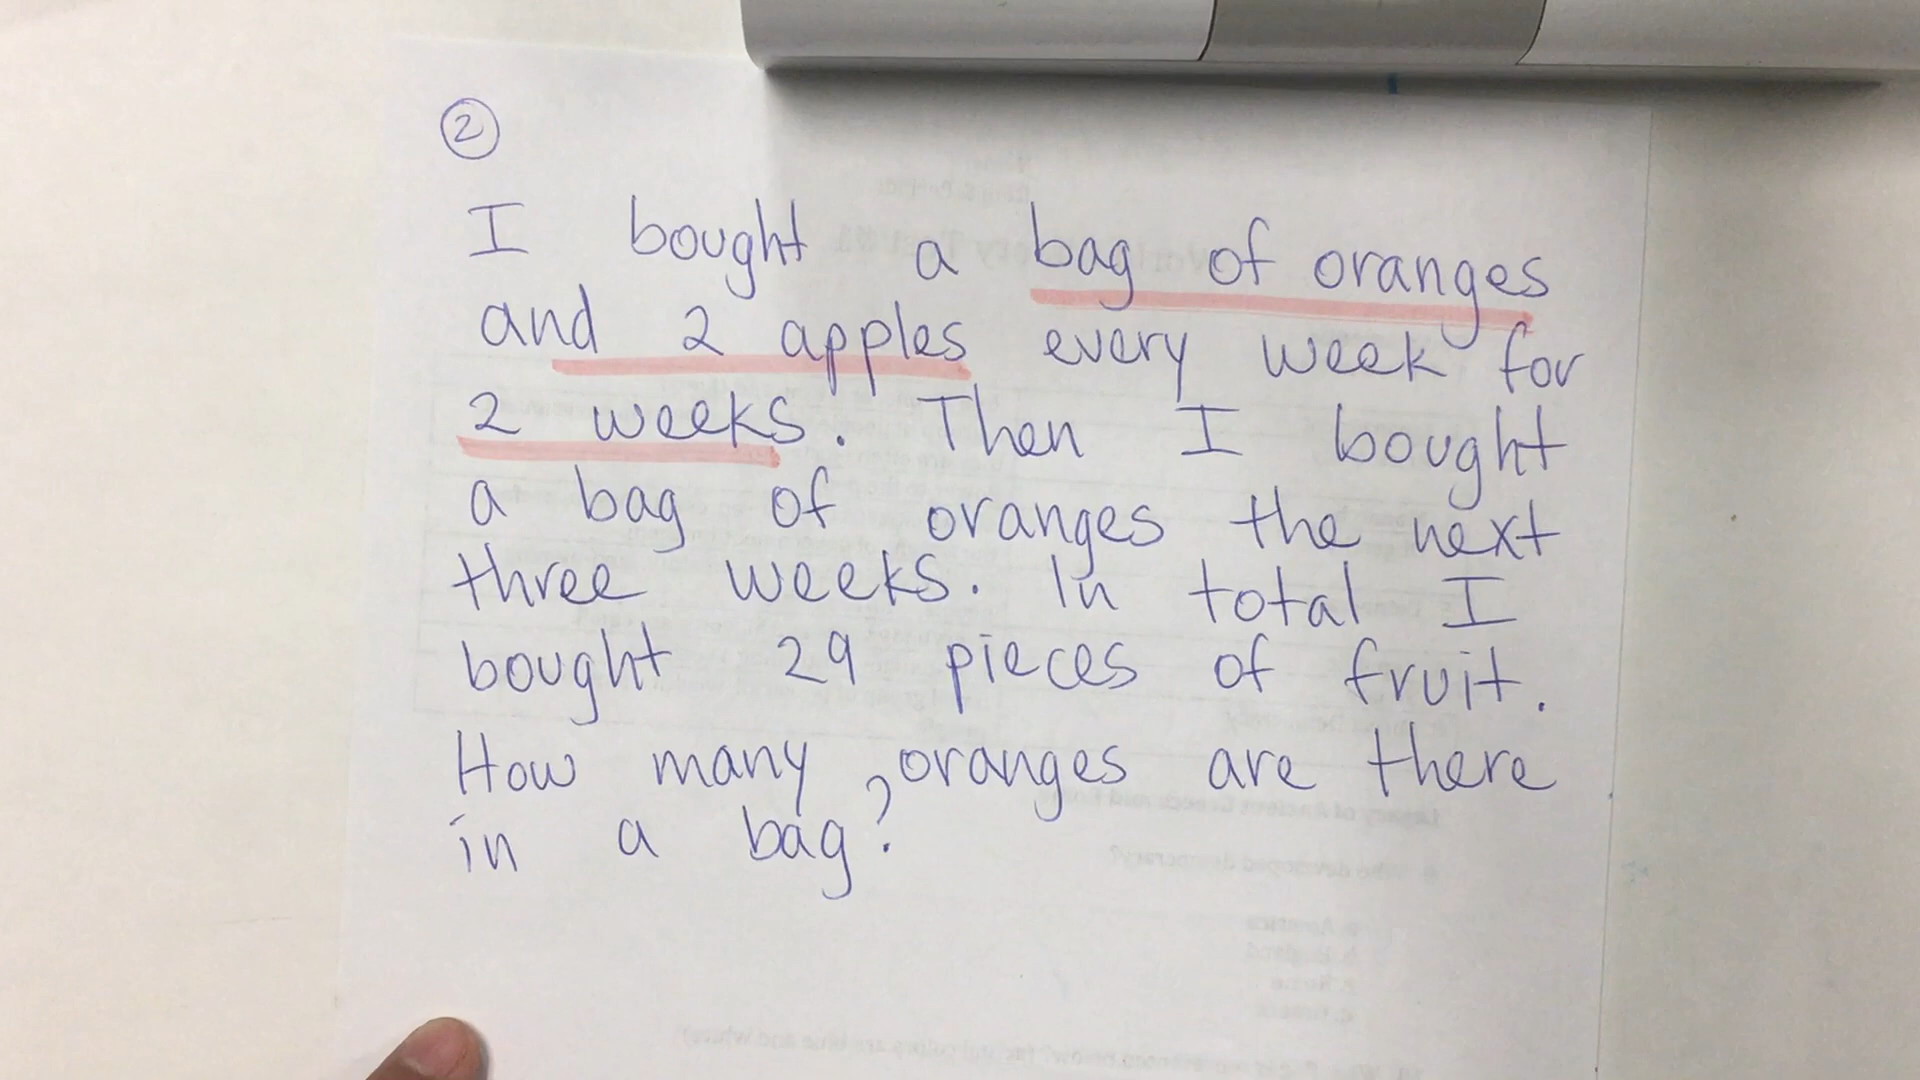 2
I bought a bag of oranges
and 2 apples every week for
2 weeks. Then I bought
a bag of oranges the next
three weeks. In total I
bought 29 pieces of fruit.
How many oranges are there
in a bag?